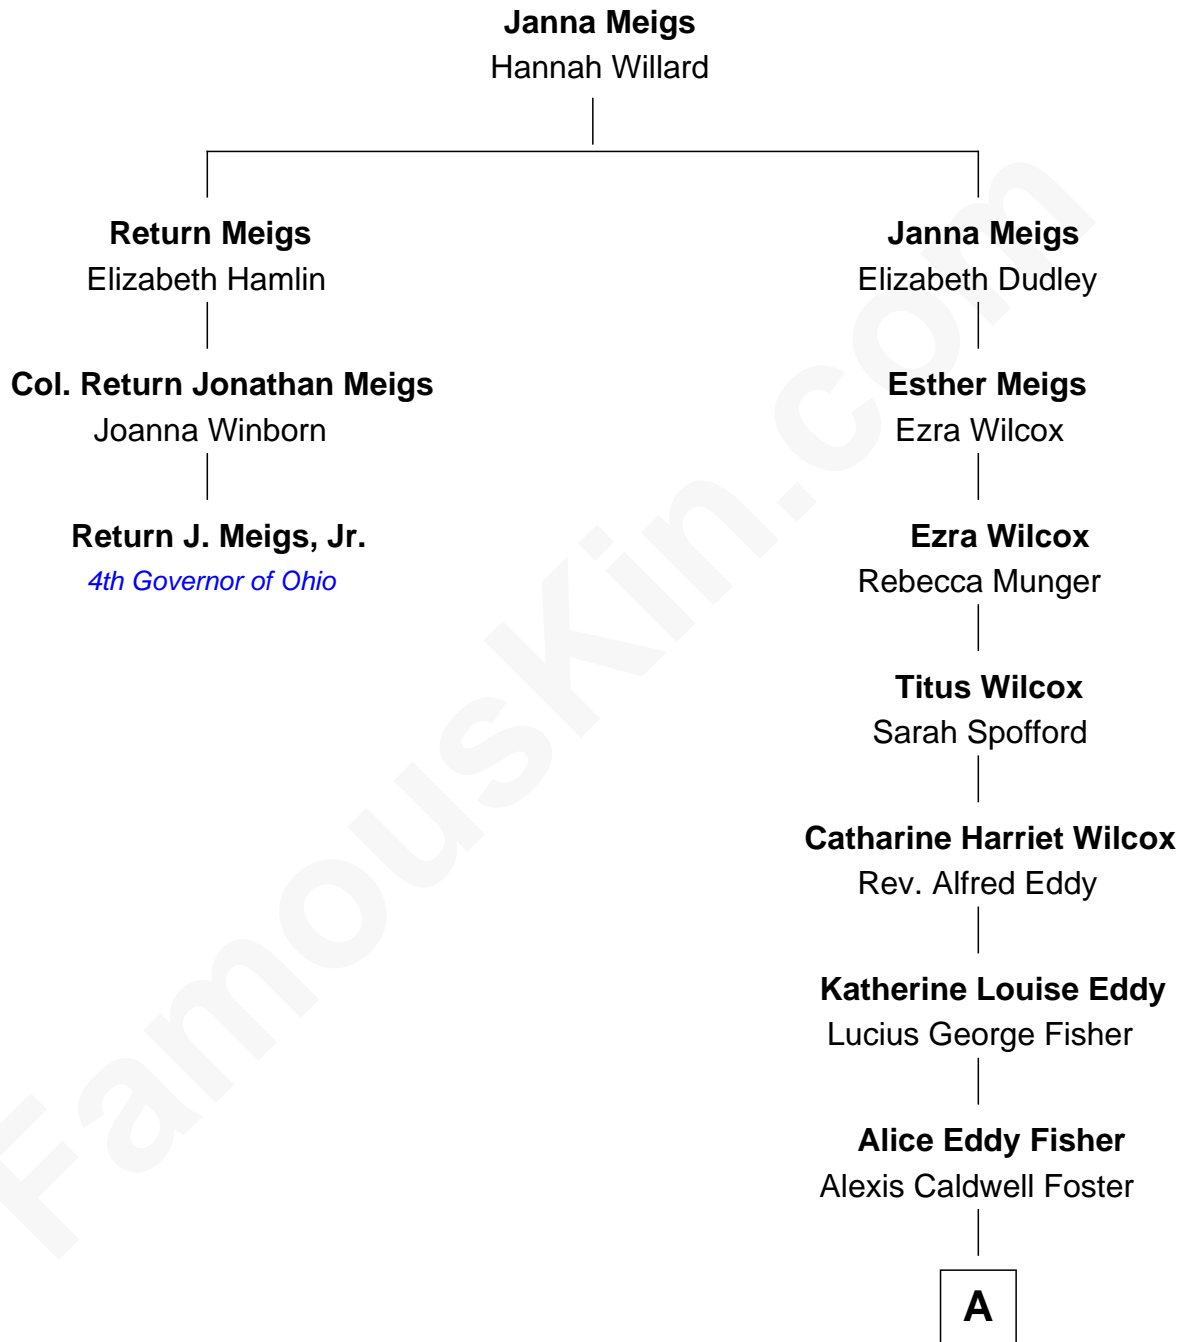 Janna Meigs
Hannah Willard
Return Meigs
Elizabeth Hamlin
Janna Meigs
Elizabeth Dudley
Col. Return Jonathan Meigs
Joanna Winborn
Esther Meigs
Ezra Wilcox
Return J. Meigs, Jr.
4th Governor of Ohio
Ezra Wilcox
Rebecca Munger
Titus Wilcox
Sarah Spofford
Catharine Harriet Wilcox
Rev. Alfred Eddy
Katherine Louise Eddy
Lucius George Fisher
Alice Eddy Fisher
Alexis Caldwell Foster
A
FamousKin.com